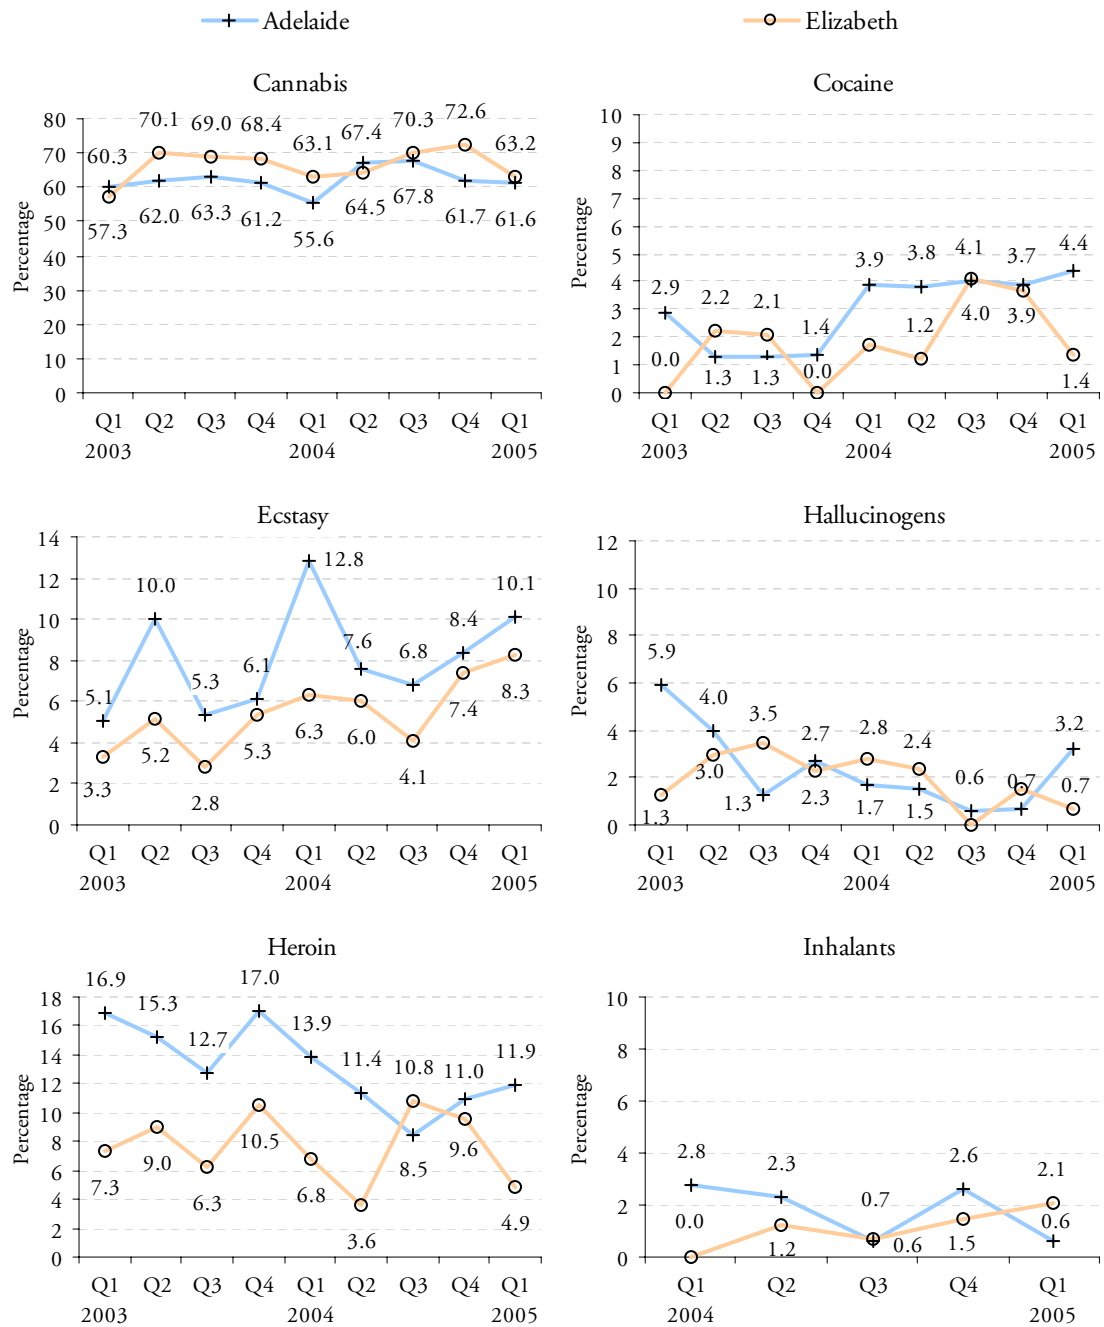 Adelaide Elizabeth
Cannabis
Percentage
80
70
60
50
40
30
20
10
0
70.1 69.0 68.4 63.1 67.4 70.3 72.6 63.2
60.3
57.3 62.0 63.3 61.2 55.6 64.5 67.8 61.7 61.6
Q1 Q2 Q3 Q4 Q1 Q2 Q3 Q4 Q1
2003 2004 2005
Cocaine
Percentage
10
9
8
7
6
5
4
3
2
1
0
2.9 2.2 2.1 1.4 3.9 3.8 4.1 3.7 4.4
0.0 1.3 1.3 0.0 1.2 4.0 3.9 1.4
Q1 Q2 Q3 Q4 Q1 Q2 Q3 Q4 Q1
2003 2004 2005
Ecstasy
Percentage
14
12
10
8
6
4
2
0
5.1 10.0 5.3 6.1 12.8 7.6 6.8 8.4 10.1
3.3 5.2 2.8 5.3 6.3 6.0 4.1 7.4 8.3
Q1 Q2 Q3 Q4 Q1 Q2 Q3 Q4 Q1
2003 2004 2005
Hallucinogens
Percentage
12
10
8
6
4
2
0
5.9 4.0 3.5 2.7 2.8 2.4 0.6 0.7 3.2
1.3 3.0 1.3 2.3 1.7 1.5 0.7
Q1 Q2 Q3 Q4 Q1 Q2 Q3 Q4 Q1
2003 2004 2005
Heroin
Percentage
18
16
14
12
10
8
6
4
2
0
16.9 15.3 12.7 17.0 13.9 11.4 10.8 11.0 11.9
7.3 9.0 6.3 10.5 6.8 3.6 8.5 9.6 4.9
Q1 Q2 Q3 Q4 Q1 Q2 Q3 Q4 Q1
2003 2004 2005
Inhalants
Percentage
10
8
6
4
2
0
2.8 2.3 0.7 2.6 2.1
0.0 1.2 0.6 1.5 0.6
Q1 Q2 Q3 Q4 Q1
2004 2005